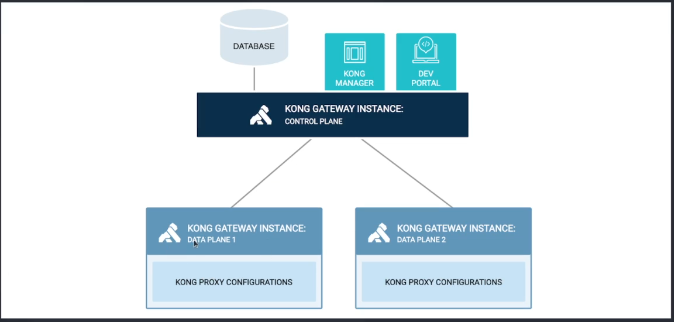 DATABASE
KONG
MANAGER
DEV
PORTAL
KONG GATEWAY INSTANCE:
CONTROL PLANE
KONG GATEWAY INSTANCE:
DATA PLANE 1
KONG PROXY CONFIGURATIONS
KONG GATEWAY INSTANCE:
DATA PLANE 2
KONG PROXY CONFIGURATIONS